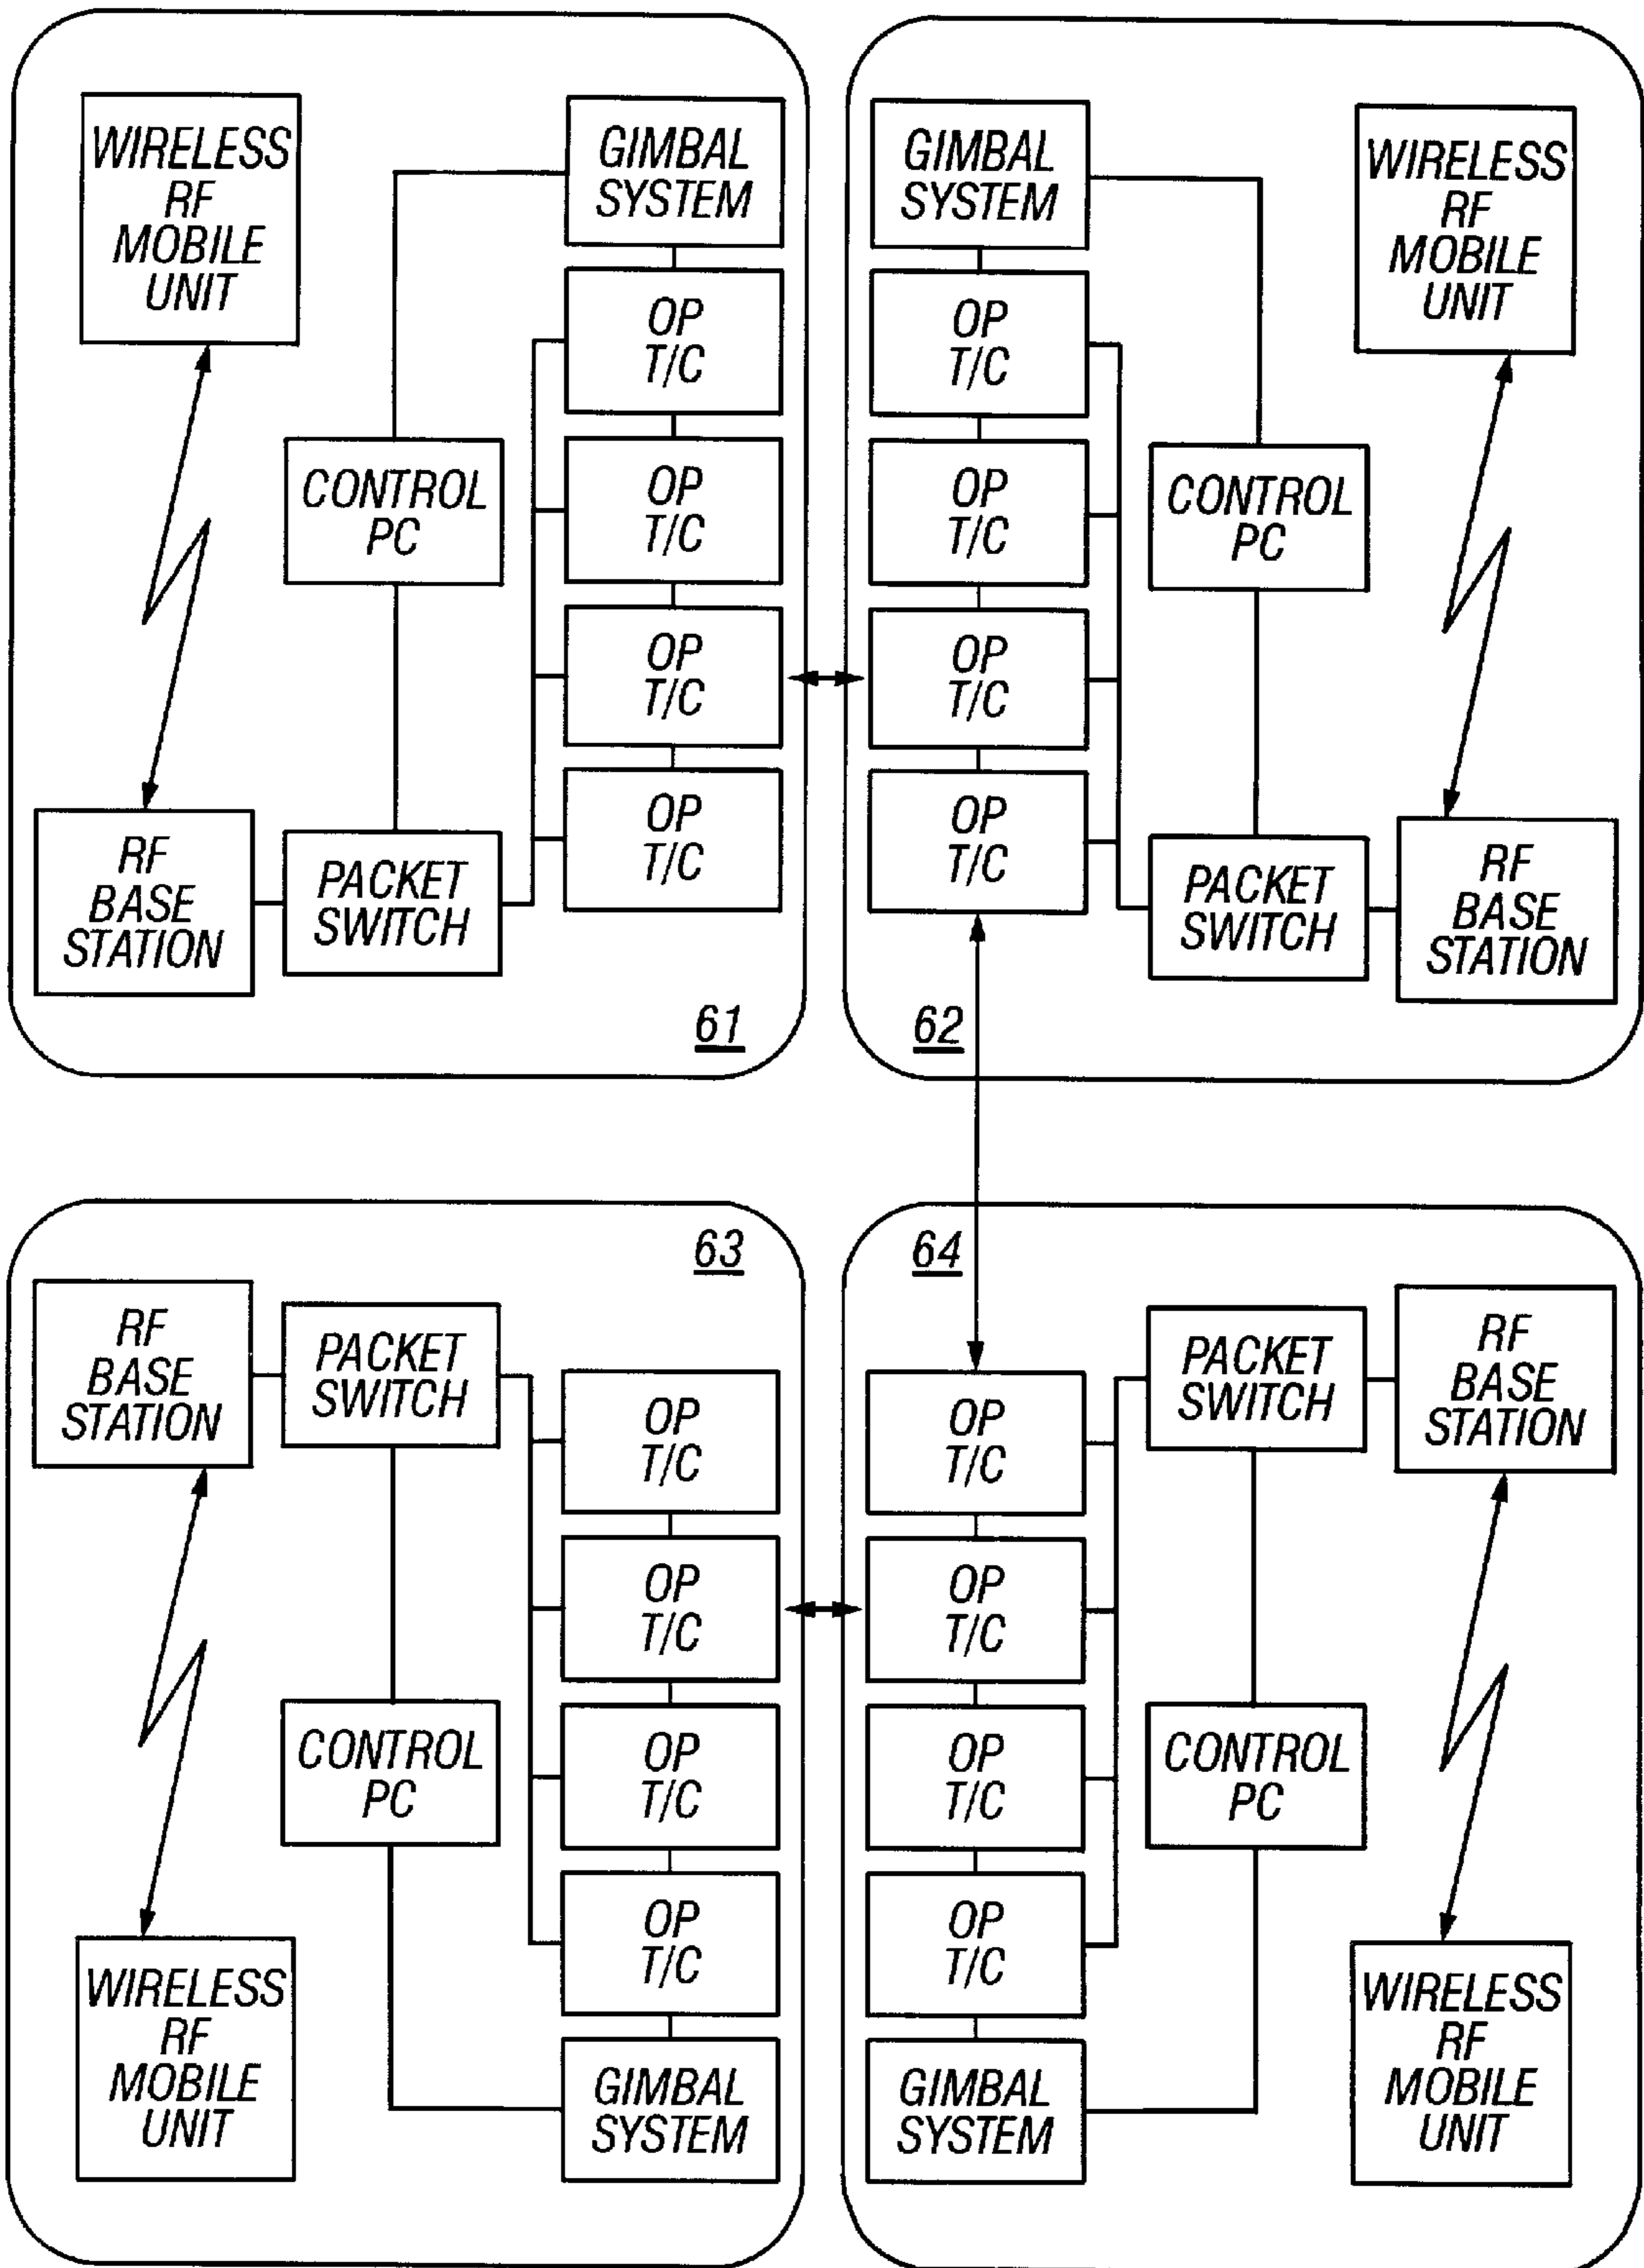 WIRELESS
RF
MOBILE
UNIT
GIMBAL
SYSTEM
OP
T/C
OP
T/C
OP
T/C
OP
T/C
CONTROL
PC
RF
BASE
STATION
PACKET
SWITCH
61
GIMBAL
SYSTEM
WIRELESS
RF
MOBILE
UNIT
OP
T/C
OP
T/C
OP
T/C
OP
T/C
CONTROL
PC
PACKET
SWITCH
RF
BASE
STATION
62
63
RF
BASE
STATION
PACKET
SWITCH
OP
T/C
OP
T/C
OP
T/C
OP
T/C
CONTROL
PC
WIRELESS
RF
MOBILE
UNIT
GIMBAL
SYSTEM
64
PACKET
SWITCH
RF
BASE
STATION
OP
T/C
OP
T/C
OP
T/C
OP
T/C
CONTROL
PC
GIMBAL
SYSTEM
WIRELESS
RF
MOBILE
UNIT